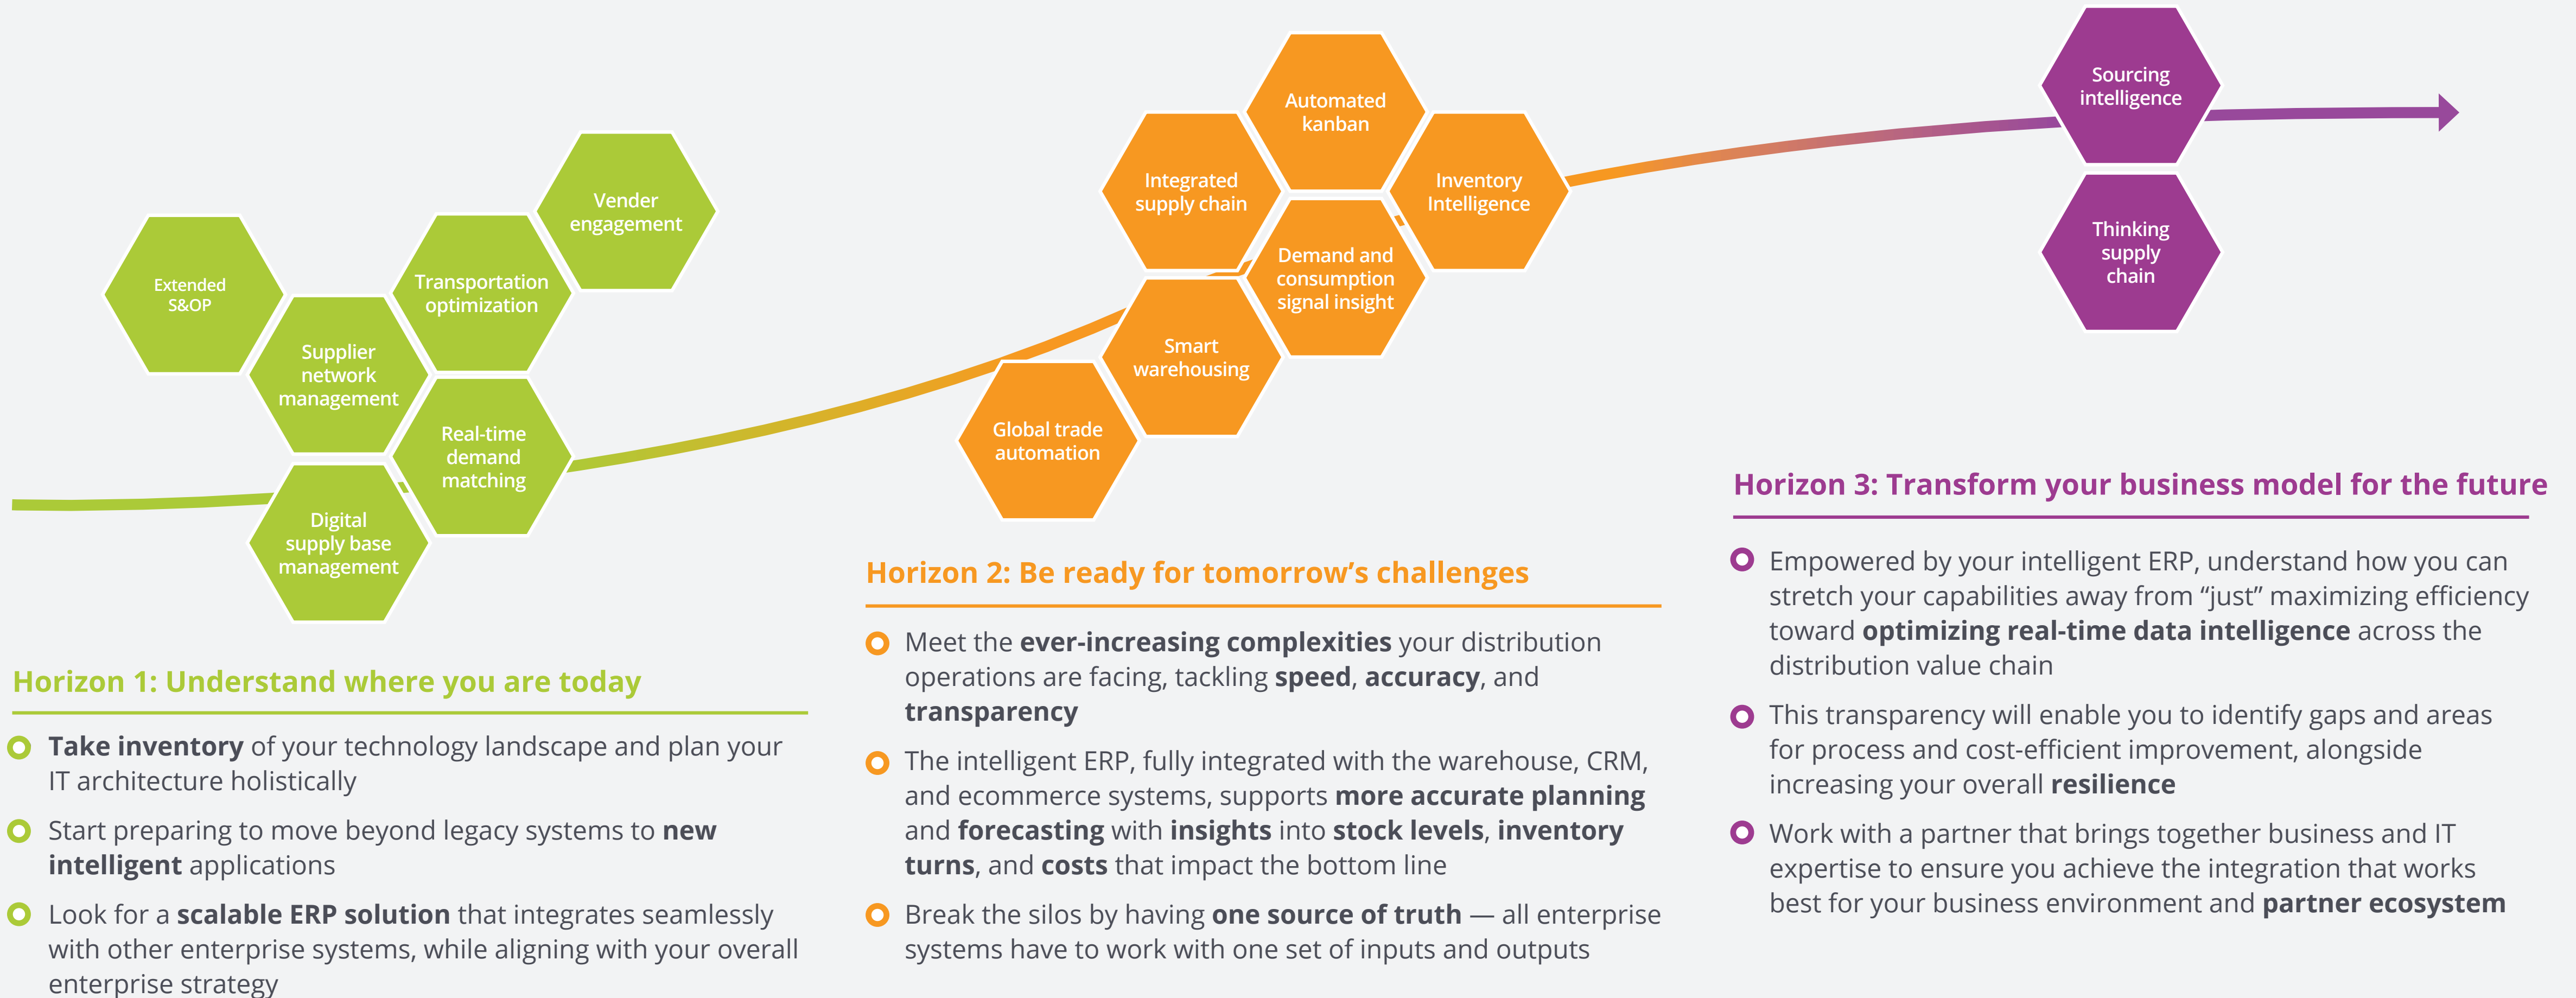 Extended
S&OP
Supplier
network
management
Digital
supply base
management
Transportation
optimization
Real-time
demand
matching
Vender
engagement
Global trade
automation
Integrated
supply chain
Smart
warehousing
Automated
kanban
Demand and
consumption
signal insight
Inventory
Intelligence
Sourcing
intelligence
Thinking
supply
chain
Horizon 1: Understand where you are today
Take inventory of your technology landscape and plan your
IT architecture holistically
Start preparing to move beyond legacy systems to new
intelligent applications
Look for a scalable ERP solution that integrates seamlessly
with other enterprise systems, while aligning with your overall
enterprise strategy
Horizon 2: Be ready for tomorrow’s challenges
Meet the ever-increasing complexities your distribution
operations are facing, tackling speed, accuracy, and
transparency
The intelligent ERP, fully integrated with the warehouse, CRM,
and ecommerce systems, supports more accurate planning
and forecasting with insights into stock levels, inventory
turns, and costs that impact the bottom line
Break the silos by having one source of truth — all enterprise
systems have to work with one set of inputs and outputs
Horizon 3: Transform your business model for the future
Empowered by your intelligent ERP, understand how you can
stretch your capabilities away from “just” maximizing efficiency
toward optimizing real-time data intelligence across the
distribution value chain
This transparency will enable you to identify gaps and areas
for process and cost-efficient improvement, alongside
increasing your overall resilience
Work with a partner that brings together business and IT
expertise to ensure you achieve the integration that works
best for your business environment and partner ecosystem